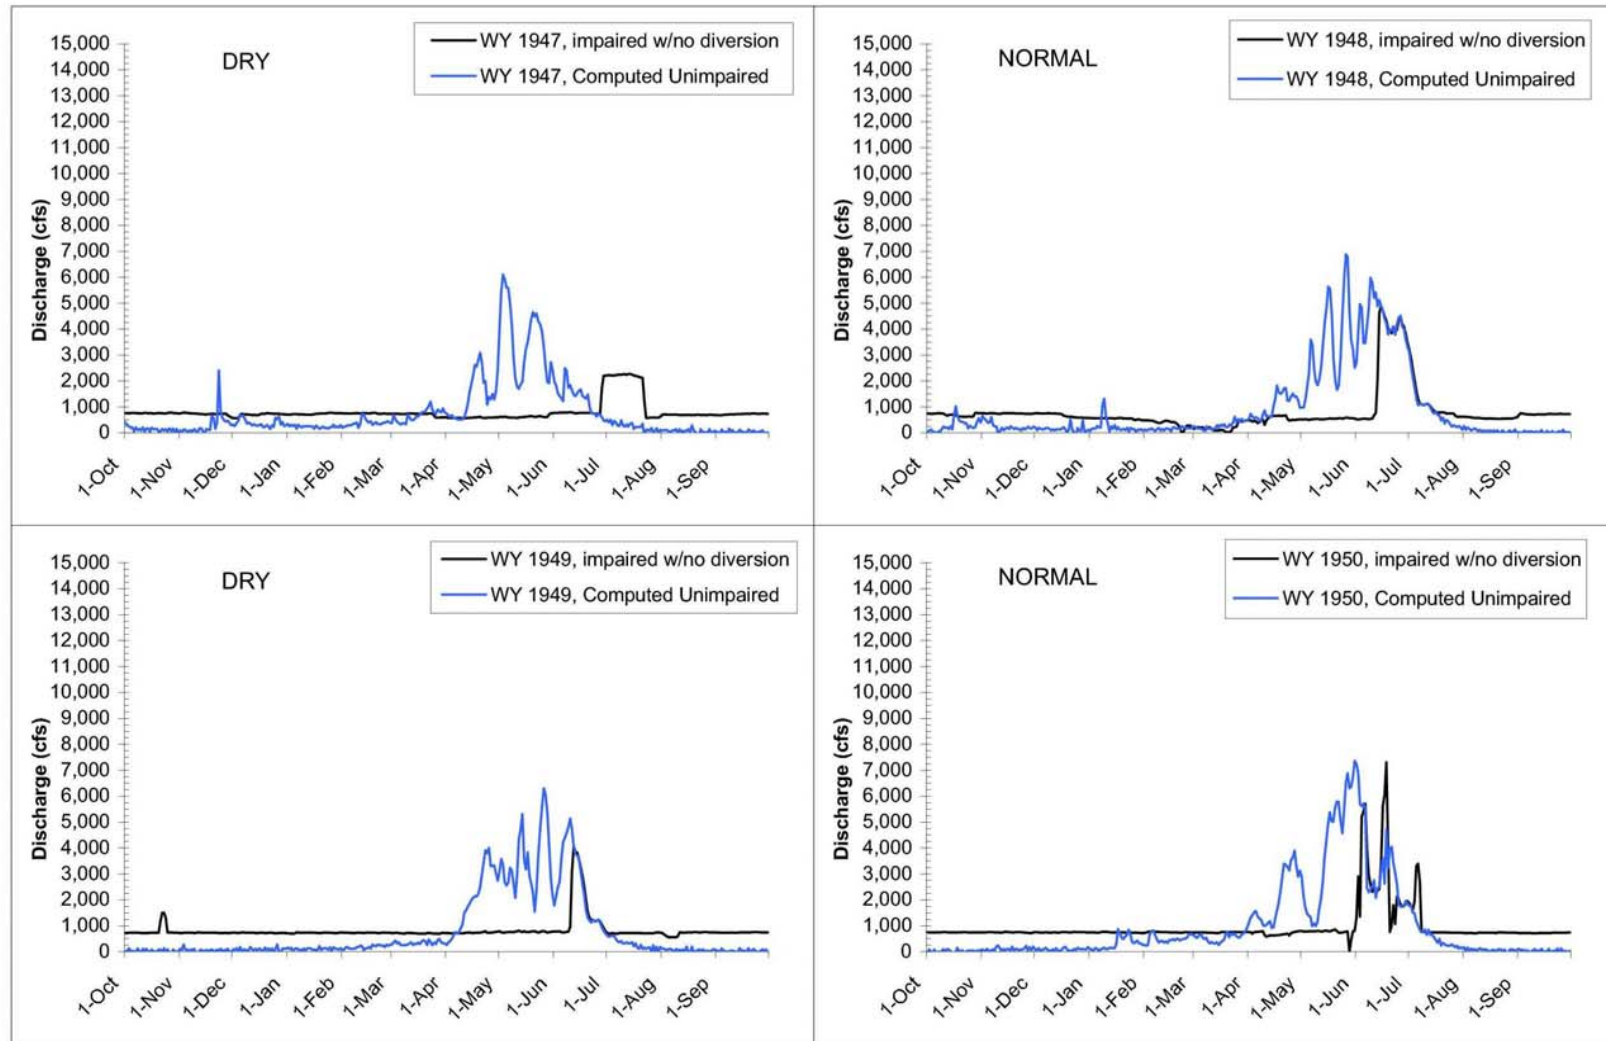 DRY
WY 1947, impaired w/no diversion
WY 1947, Computed Unimpaired
15,000
14,000
13,000
12,000
11,000
10,000
9,000
8,000
7,000
6,000
5,000
4,000
3,000
2,000
1,000
0
Discharge (cfs)
1-Oct
1-Nov
1-Dec
1-Jan
1-Feb
1-Mar
1-Apr
1-May
1-Jun
1-Jul
1-Aug
1-Sep
NORMAL
WY 1948, impaired w/no diversion
WY 1948, Computed Unimpaired
15,000
14,000
13,000
12,000
11,000
10,000
9,000
8,000
7,000
6,000
5,000
4,000
3,000
2,000
1,000
0
Discharge (cfs)
1-Oct
1-Nov
1-Dec
1-Jan
1-Feb
1-Mar
1-Apr
1-May
1-Jun
1-Jul
1-Aug
1-Sep
DRY
WY 1949, impaired w/no diversion
WY 1949, Computed Unimpaired
15,000
14,000
13,000
12,000
11,000
10,000
9,000
8,000
7,000
6,000
5,000
4,000
3,000
2,000
1,000
0
Discharge (cfs)
1-Oct
1-Nov
1-Dec
1-Jan
1-Feb
1-Mar
1-Apr
1-May
1-Jun
1-Jul
1-Aug
1-Sep
NORMAL
WY 1950, impaired w/no diversion
WY 1950, Computed Unimpaired
15,000
14,000
13,000
12,000
11,000
10,000
9,000
8,000
7,000
6,000
5,000
4,000
3,000
2,000
1,000
0
Discharge (cfs)
1-Oct
1-Nov
1-Dec
1-Jan
1-Feb
1-Mar
1-Apr
1-May
1-Jun
1-Jul
1-Aug
1-Sep